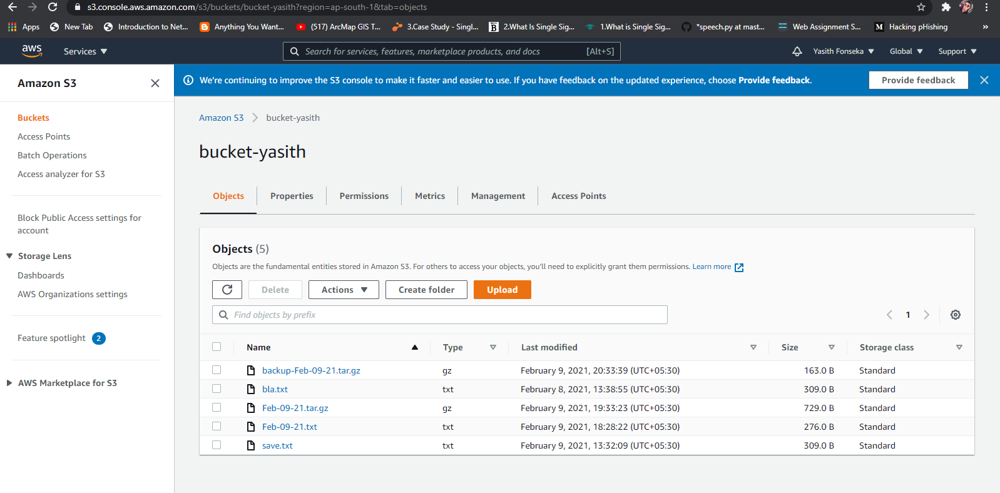 s3.console.aws.amazon.com/s3/buckets/bucket-yasith?region=ap-south-1&tab=objects
Apps New Tab Introduction to Net... Anything You Want... (517) ArcMap GIS T... 3.Case Study - Singl... 2.What Is Single Sig... 1.What is Single Sig... *speech.py at mast... Web Assignment S... Hacking pHishing »
aws Services Search for services, features, marketplace products, and docs [Alt+S] Yasith Fonseka Global Support
Amazon S3
We're continuing to improve the S3 console to make it faster and easier to use. If you have feedback on the updated experience, choose Provide feedback. Provide feedback
Buckets
Access Points
Batch Operations
Access analyzer for S3
Block Public Access settings for
account
Storage Lens
Dashboards
AWS Organizations settings
Feature spotlight 2
AWS Marketplace for S3
Amazon S3 bucket-yasith
bucket-yasith
Objects Properties Permissions Metrics Management Access Points
Objects (5)
Objects are the fundamental entities stored in Amazon S3. For others to access your objects, you'll need to explicitly grant them permissions. Learn more
Delete Actions Create folder Upload
Find objects by prefix 1
Name Type Last modified Size Storage class
backup-Feb-09-21.tar.gz gz February 9, 2021, 20:33:39 (UTC+05:30) 163.0 B Standard
bla.txt txt February 8, 2021, 13:38:55 (UTC+05:30) 309.0 B Standard
Feb-09-21.tar.gz gz February 9, 2021, 19:33:23 (UTC+05:30) 729.0 B Standard
Feb-09-21.txt txt February 9, 2021, 18:28:22 (UTC+05:30) 276.0 B Standard
save.txt txt February 9, 2021, 13:32:09 (UTC+05:30) 309.0 B Standard